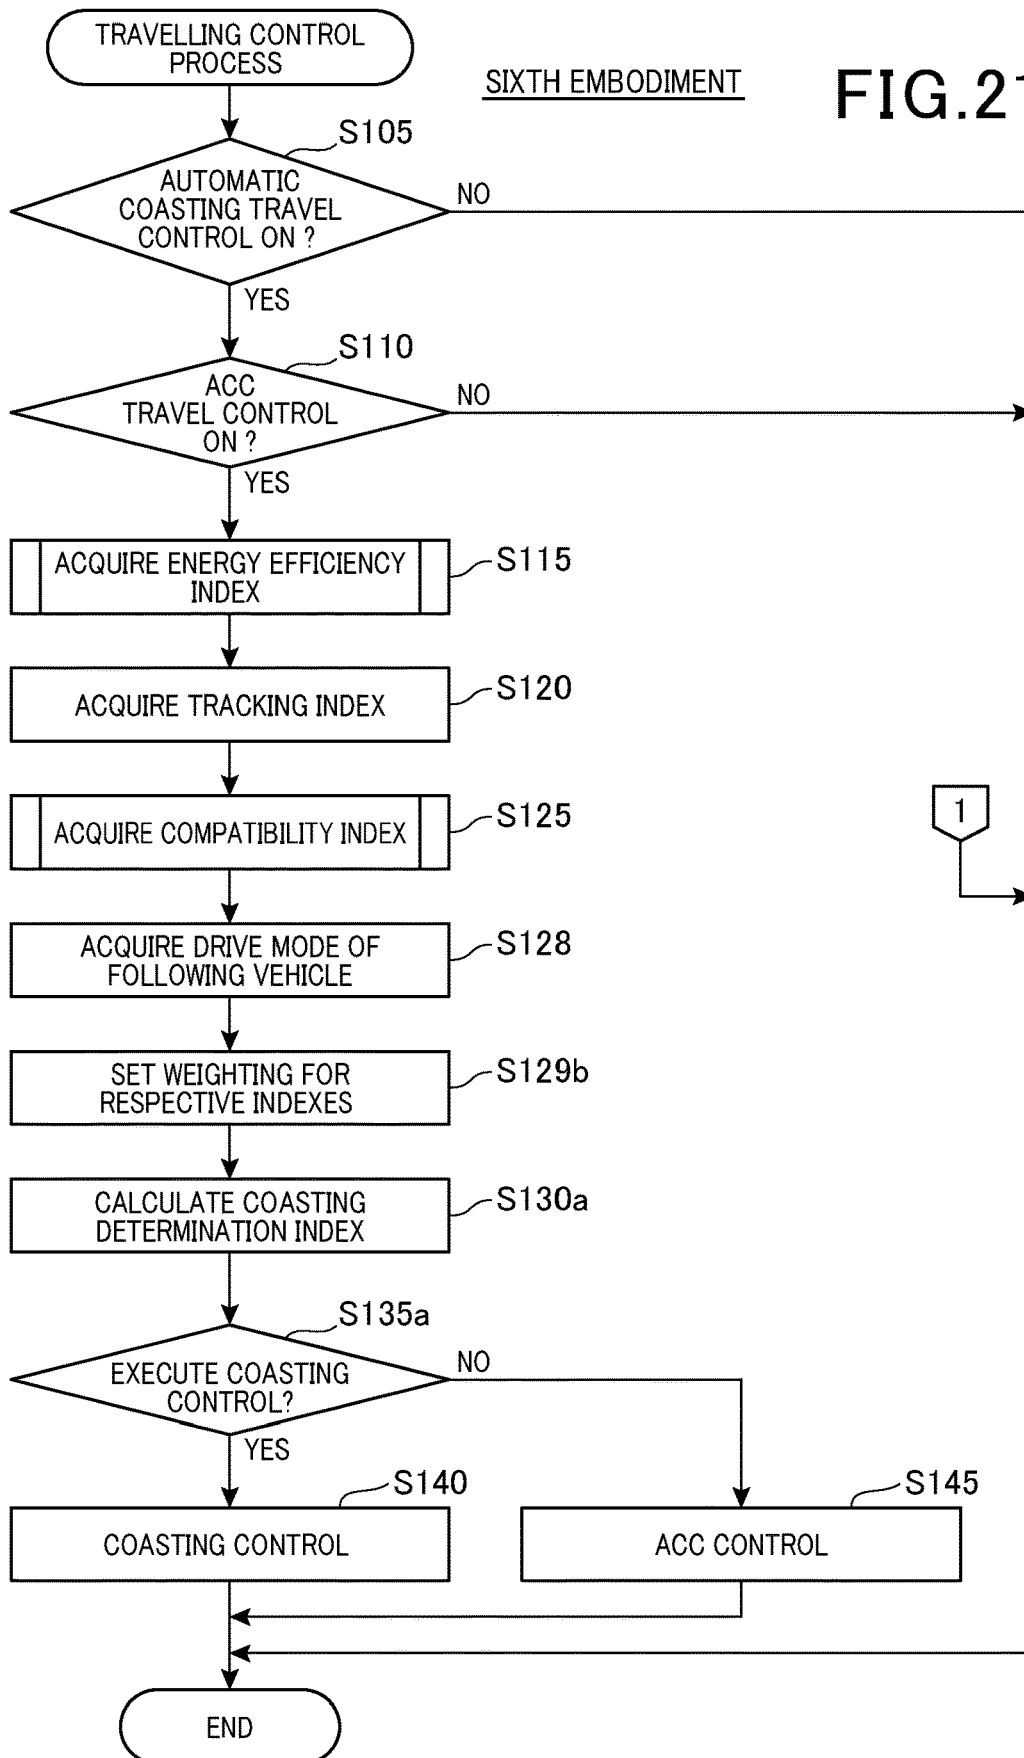 TRAVELLING CONTROL
PROCESS
SIXTH EMBODIMENT
FIG.21
S105
AUTOMATIC
COASTING TRAVEL
CONTROL ON ?
NO
YES
S110
ACC
TRAVEL CONTROL
ON ?
NO
YES
ACQUIRE ENERGY EFFICIENCY
INDEX
S115
ACQUIRE TRACKING INDEX
S120
ACQUIRE COMPATIBILITY INDEX
S125
1
ACQUIRE DRIVE MODE OF
FOLLOWING VEHICLE
S128
SET WEIGHTING FOR
RESPECTIVE INDEXES
S129b
CALCULATE COASTING
DETERMINATION INDEX
S130a
S135a
EXECUTE COASTING
CONTROL?
NO
YES
S140
COASTING CONTROL
S145
ACC CONTROL
END